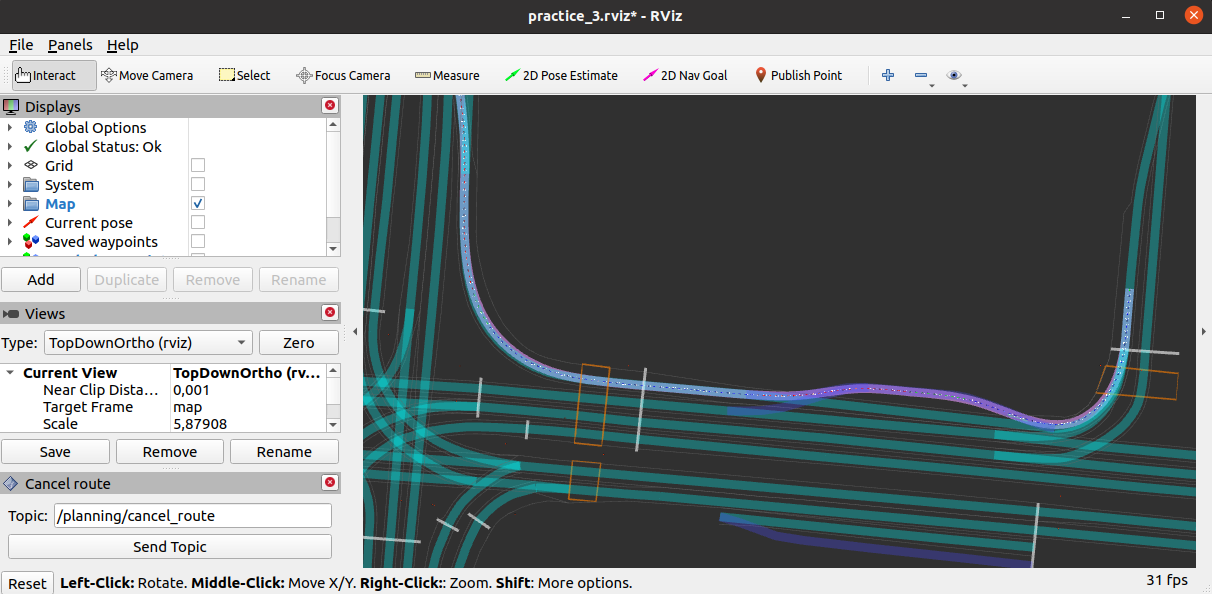 practice_3.rviz* - RViz
File Panels Help
Interact Move Camera Select Focus Camera Measure 2D Pose Estimate 2D Nav Goal Publish Point
Displays
Global Options
Global Status: Ok
Grid
System
Map
Current pose
Saved waypoints
Add Duplicate Remove Rename
Views
Type: TopDownOrtho (rviz) Zero
Current View TopDownOrtho (rv...
Near Clip Dista... 0,001
Target Frame map
Scale 5,87908
Save Remove Rename
Cancel route
Topic: /planning/cancel_route
Send Topic
Reset Left-Click: Rotate. Middle-Click: Move X/Y. Right-Click:: Zoom. Shift: More options. 31 fps